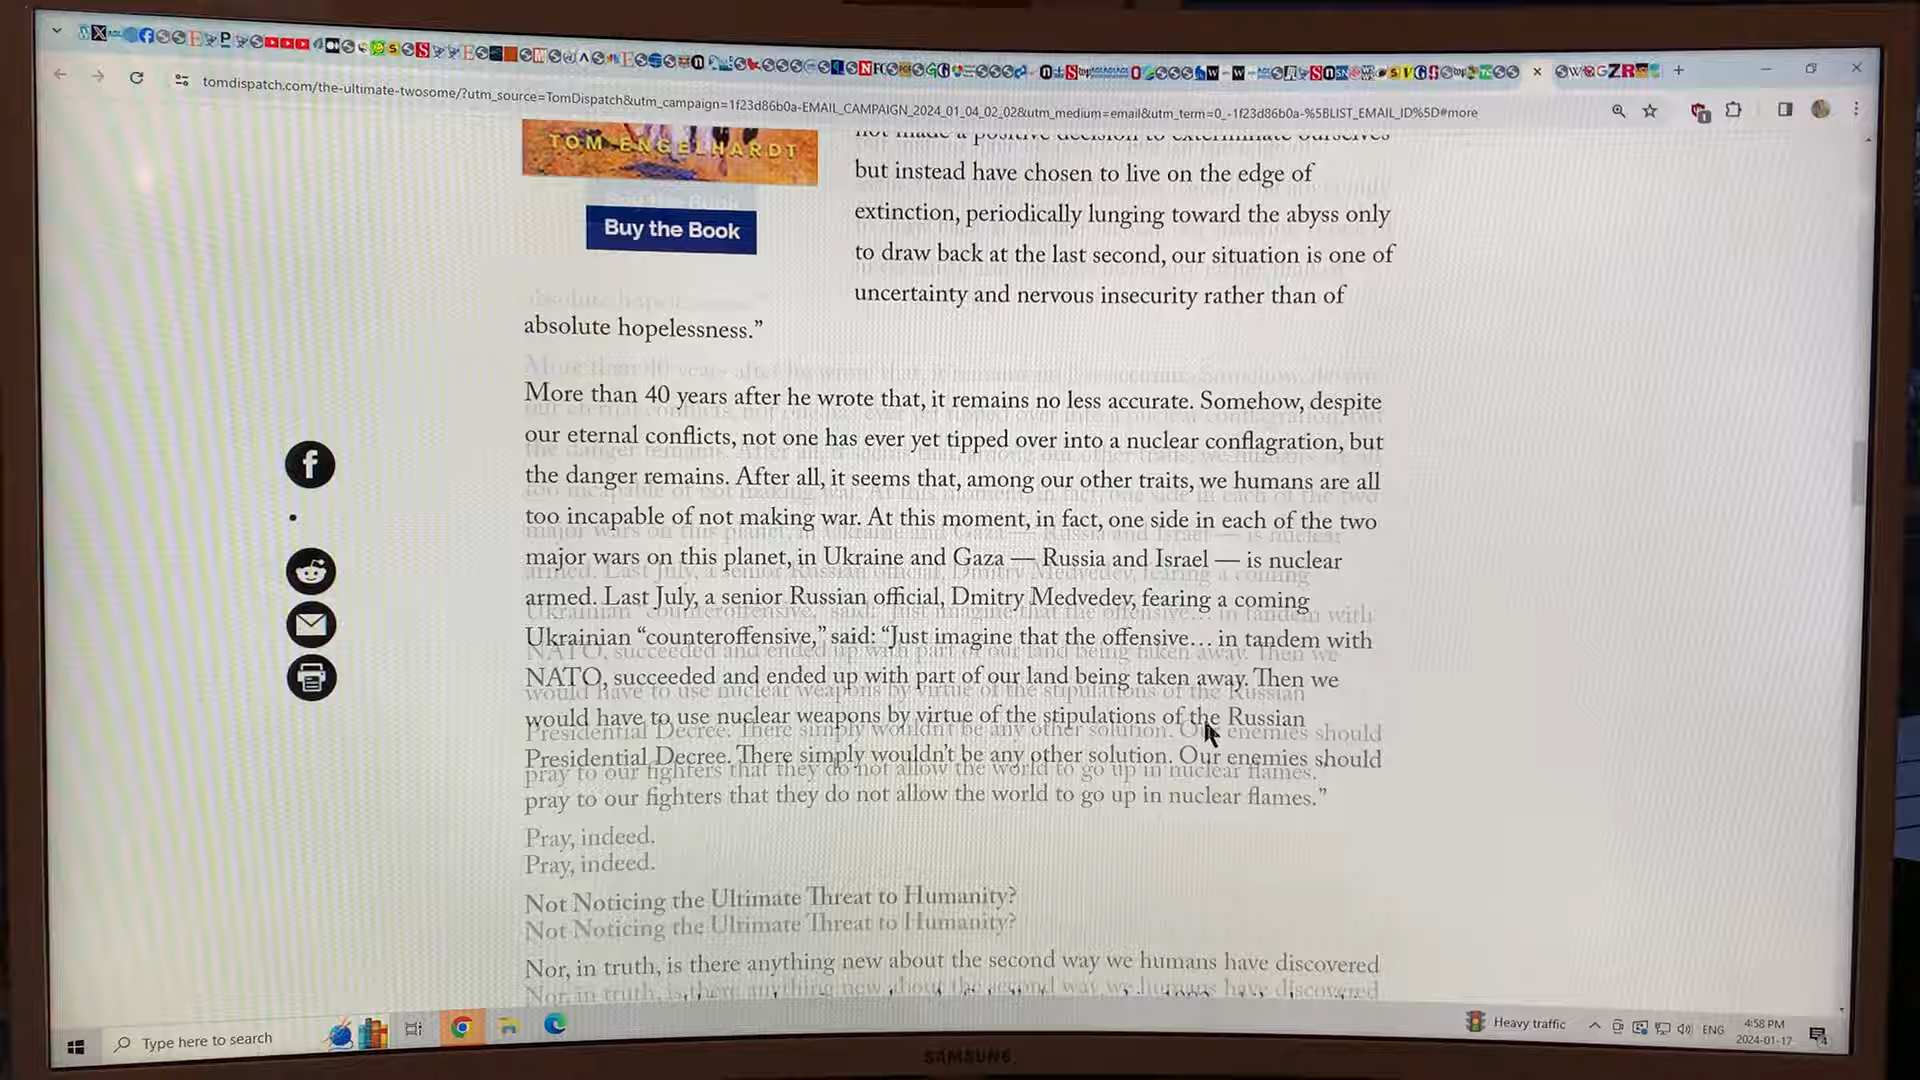 tomdispatch.com/the-ultimate-twosome/?utm_source=TomDispatch&utm_campaign=1f23d86b0a-EMAIL_CAMPAIGN_2024_01_04_02_02&utm_medium=email&utm_term=0_-1f23d86b0a-%5BLIST_EMAIL_ID%5D#more
TOM ENGELHARDT
Buy the Book
not made a positive decision to exterminate ourselves
but instead have chosen to live on the edge of
extinction, periodically lunging toward the abyss only
to draw back at the last second, our situation is one of
uncertainty and nervous insecurity rather than of
absolute hopelessness.”
More than 40 years after he wrote that, it remains no less accurate. Somehow, despite
our eternal conflicts, not one has ever yet tipped over into a nuclear conflagration, but
the danger remains. After all, it seems that, among our other traits, we humans are all
too incapable of not making war. At this moment, in fact, one side in each of the two
major wars on this planet, in Ukraine and Gaza — Russia and Israel — is nuclear
armed. Last July, a senior Russian official, Dmitry Medvedev, fearing a coming
Ukrainian “counteroffensive,” said: “Just imagine that the offensive… in tandem with
NATO, succeeded and ended up with part of our land being taken away. Then we
would have to use nuclear weapons by virtue of the stipulations of the Russian
Presidential Decree. There simply wouldn’t be any other solution. Our enemies should
pray to our fighters that they do not allow the world to go up in nuclear flames.”
Pray, indeed.
Not Noticing the Ultimate Threat to Humanity?
Nor, in truth, is there anything new about the second way we humans have discovered
Type here to search
Heavy traffic
ENG
4:58 PM
2024-01-17
SAMSUNG